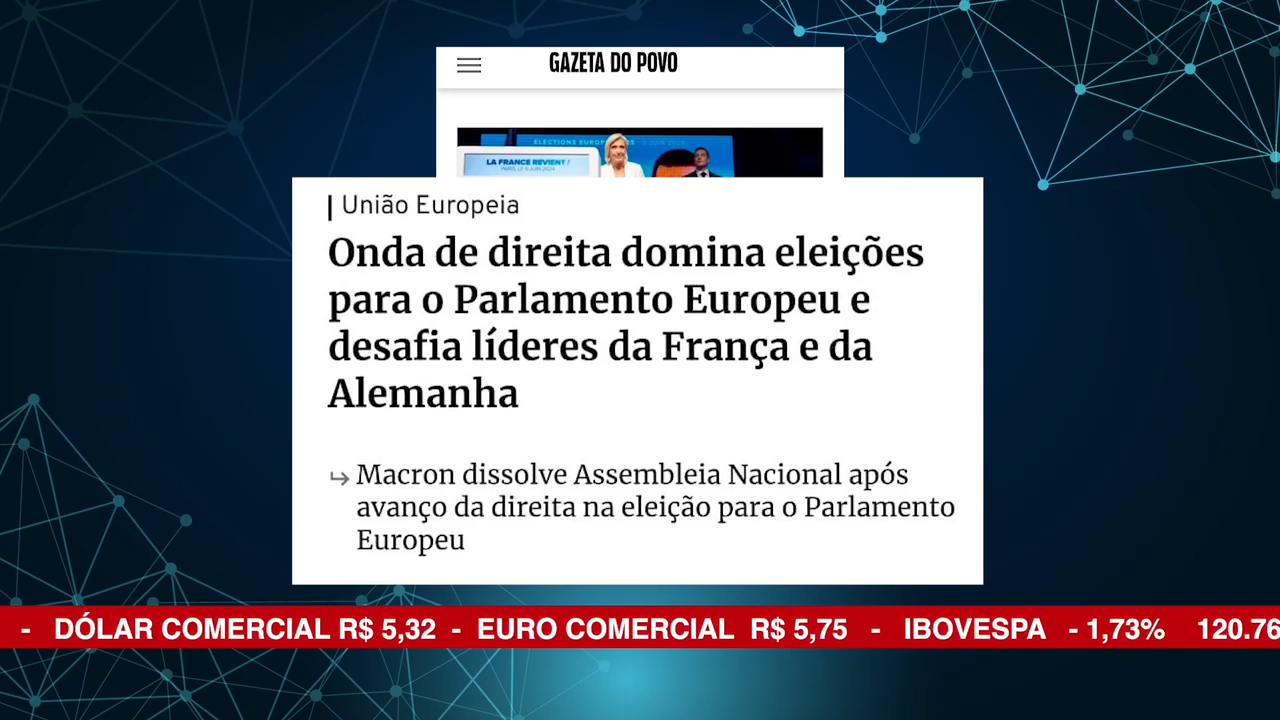 GAZETA DO POVO
LA FRANCE REVIENT !
| União Europeia
Onda de direita domina eleições
para o Parlamento Europeu e
desafia líderes da França e da
Alemanha
↳ Macron dissolve Assembleia Nacional após
avanço da direita na eleição para o Parlamento
Europeu
- DÓLAR COMERCIAL R$ 5,32 - EURO COMERCIAL R$ 5,75 - IBOVESPA - 1,73% 120.76